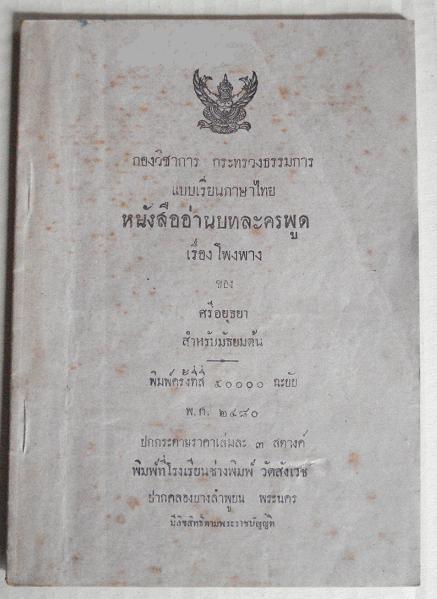 กองวิชาการ กระทรวงธรรมการ
แบบเรียนภาษาไทย
หนังสืออ่านบทละครพูด
เรื่อง โพงพาง
ของ
ศรีอยุธยา
สำหรับมัธยมต้น
พิมพ์ครั้งที่สี่ ๕๐๐๐๐ ฉะบับ
พ.ศ. ๒๔๘๐
ปกกระดาษราคาเล่มละ ๓ สตางค์
พิมพ์ที่โรงเรียนช่างพิมพ์ วัดสังเวช
ปากคลองบางลำพูบน พระนคร
มีลิขสิทธิ์ตามพระราชบัญญัติ